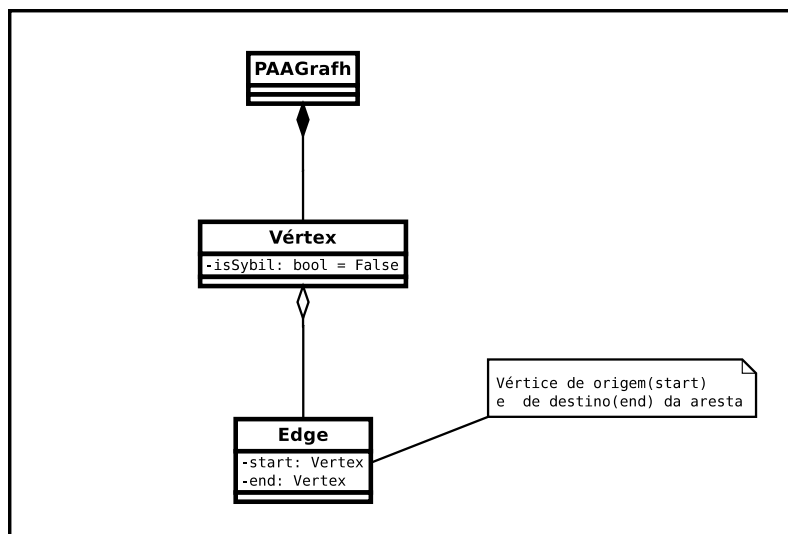 PAAGrafh
Vértex
-isSybil: bool = False
Vértice de origem(start)
e  de destino(end) da aresta
Edge
-start: Vertex
-end: Vertex